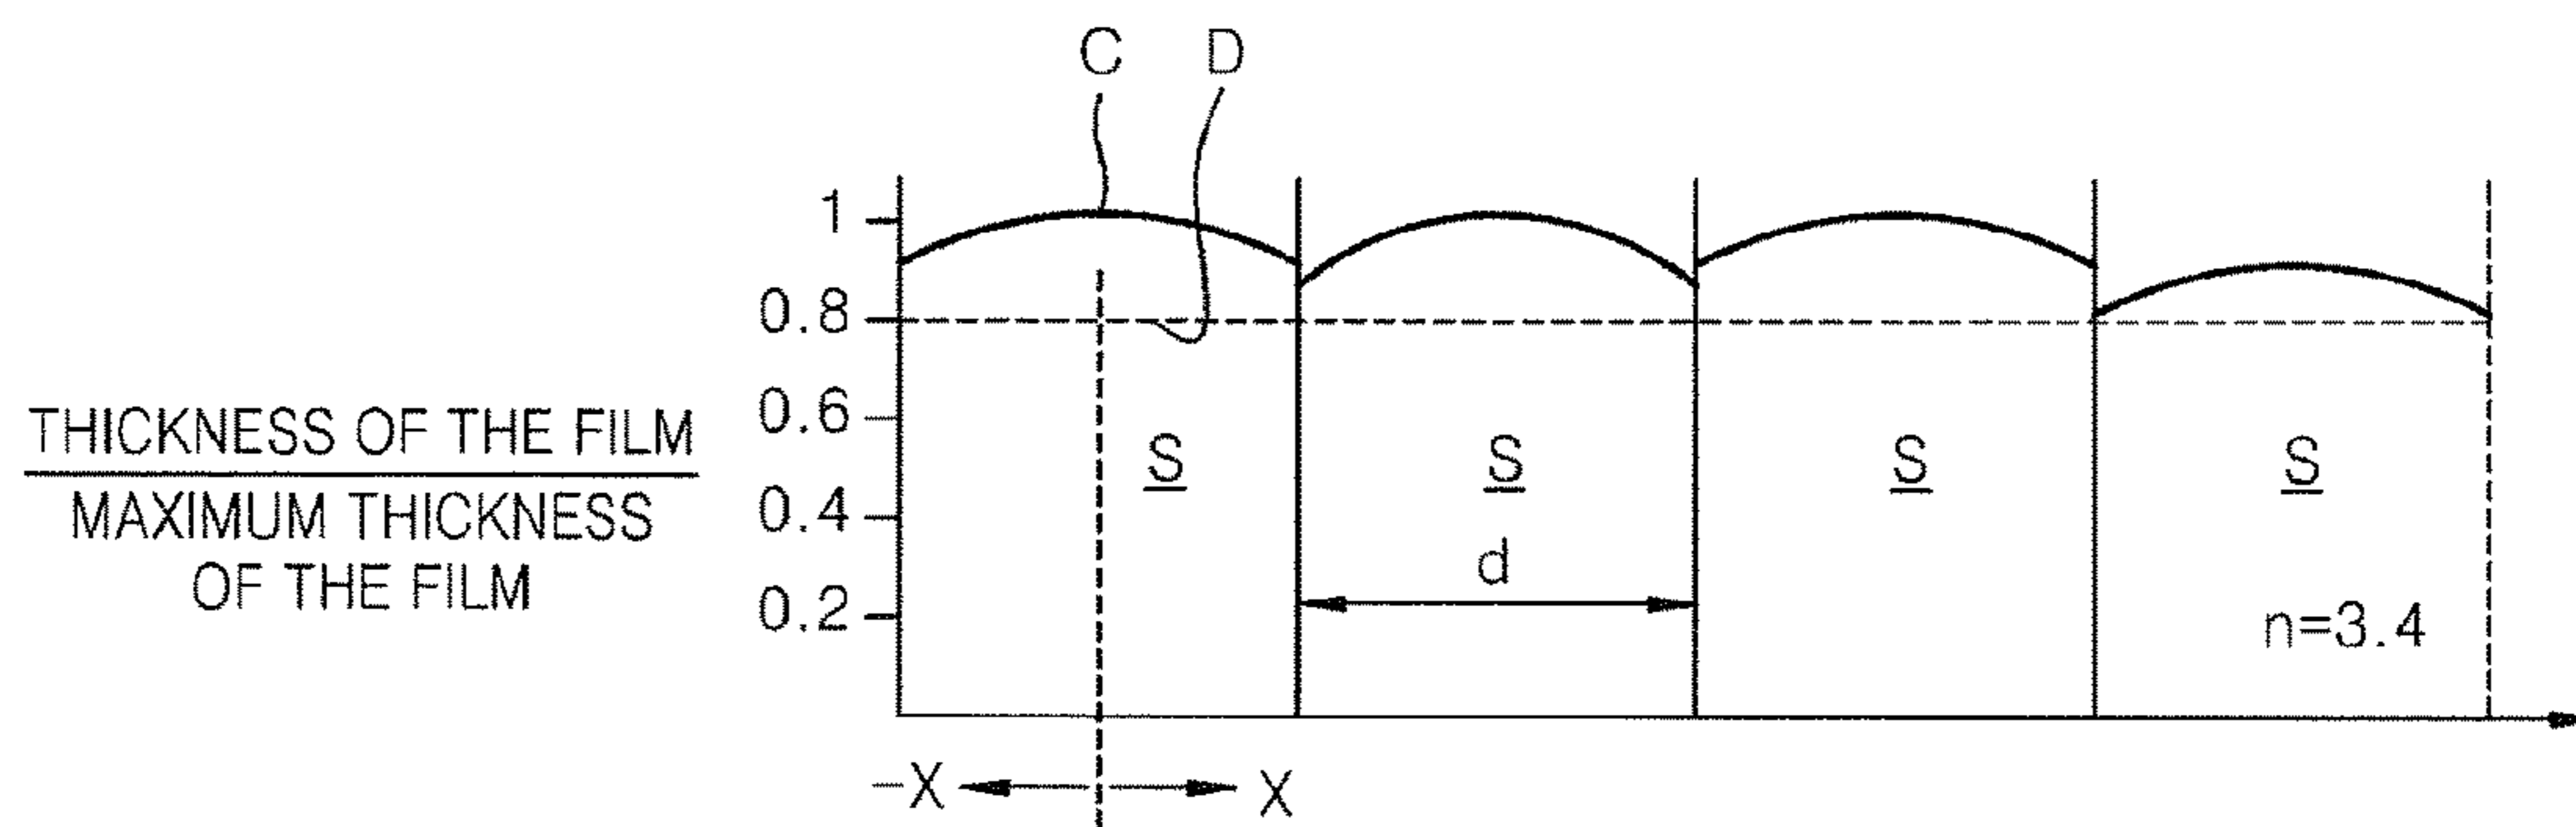 C D
1
0.8
0.6
0.4
0.2
THICKNESS OF THE FILM
MAXIMUM THICKNESS
OF THE FILM
S S S S
d
n=3.4
-X X